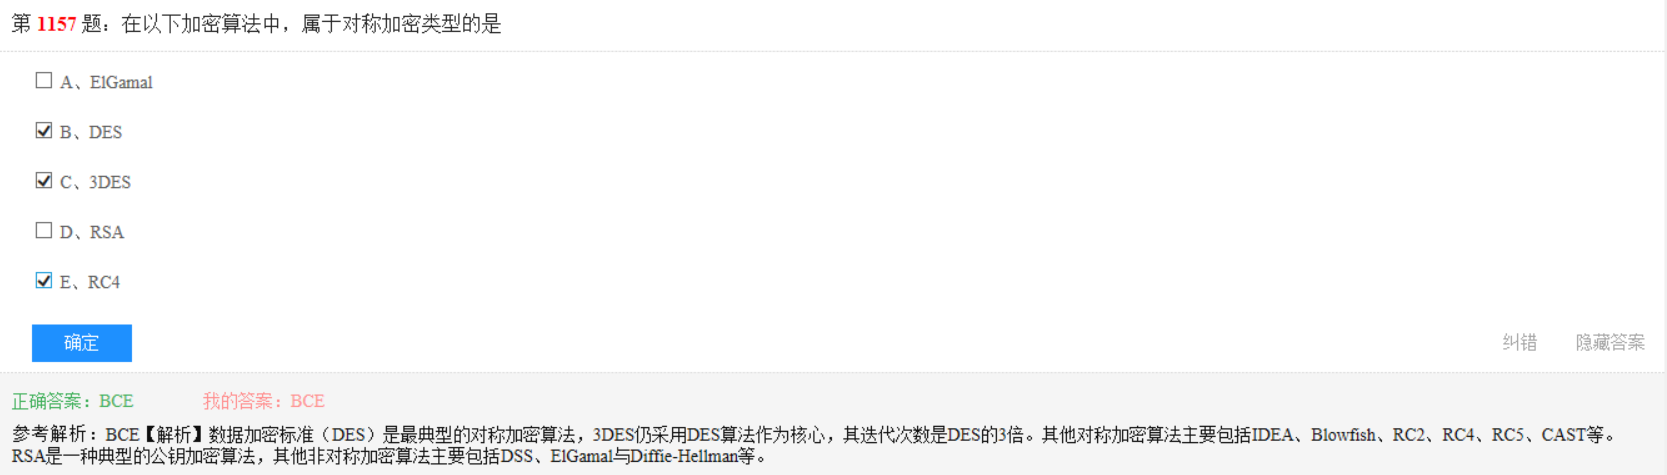 第 1157 题：在以下加密算法中，属于对称加密类型的是
A、ElGamal
B、DES
C、3DES
D、RSA
E、RC4
确定
纠错 隐藏答案
正确答案：BCE 我的答案：BCE
参考解析：BCE【解析】数据加密标准（DES）是最典型的对称加密算法，3DES仍采用DES算法作为核心，其迭代次数是DES的3倍。其他对称加密算法主要包括IDEA、Blowfish、RC2、RC4、RC5、CAST等。
RSA是一种典型的公钥加密算法，其他非对称加密算法主要包括DSS、ElGamal与Diffie-Hellman等。